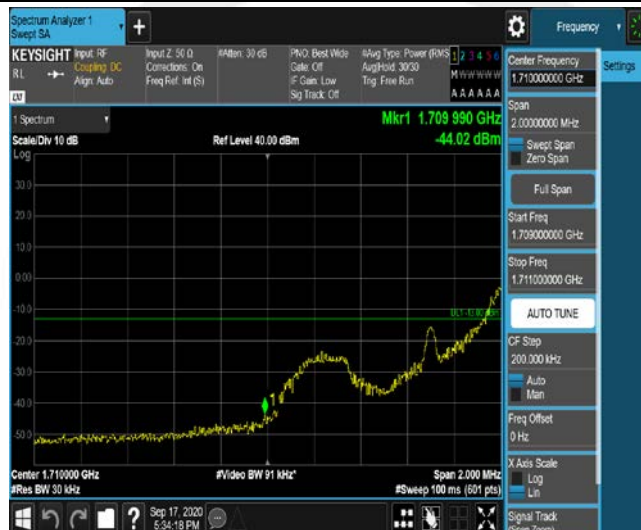 Spectrum Analyzer 1
Swept SA
Frequency
KEYSIGHT
Input: RF
Input Z: 50 Ω
#Atten: 30 dB
PNO: Best Wide
#Avg Type: Power (RMS
1 2 3 4 5 6
RL
Coupling: DC
Corrections: On
Gate: Off
Avg|Hold: 30/30
M W W W W W
Align: Auto
Freq Ref: Int (S)
IF Gain: Low
Trig: Free Run
Sig Track: Off
A A A A A A
LXI
1 Spectrum
Mkr1 1.709 990 GHz
Scale/Div 10 dB
Ref Level 40.00 dBm
-44.02 dBm
Log
30.0
20.0
10.0
0.00
-10.0
-20.0
-30.0
-40.0
-50.0
1
Center 1.710000 GHz
#Video BW 91 kHz*
Span 2.000 MHz
#Res BW 30 kHz
#Sweep 100 ms (601 pts)
Sep 17, 2020
5:34:18 PM
Center Frequency
1.710000000 GHz
Settings
Span
2.00000000 MHz
Swept Span
Zero Span
Full Span
Start Freq
1.709000000 GHz
Stop Freq
1.711000000 GHz
AUTO TUNE
CF Step
200.000 kHz
Auto
Man
Freq Offset
0 Hz
X Axis Scale
Log
Lin
Signal Track
(Span Zoom)